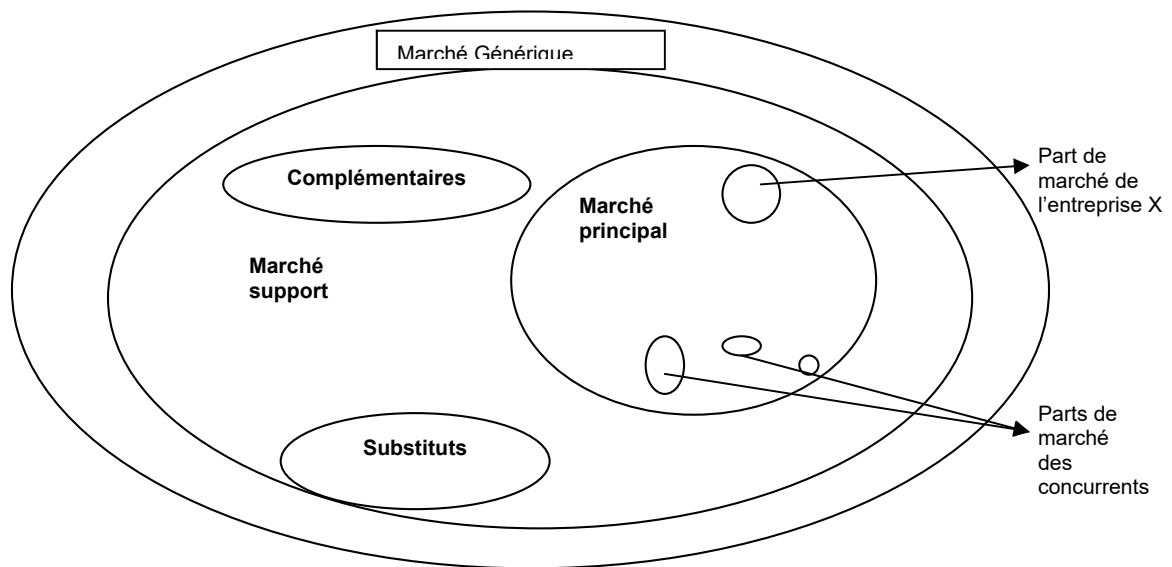 Marché Générique
Complémentaires
Marché
principal
Marché
support
Substituts
Part de
marché de
l'entreprise X
Parts de
marché
des
concurrents